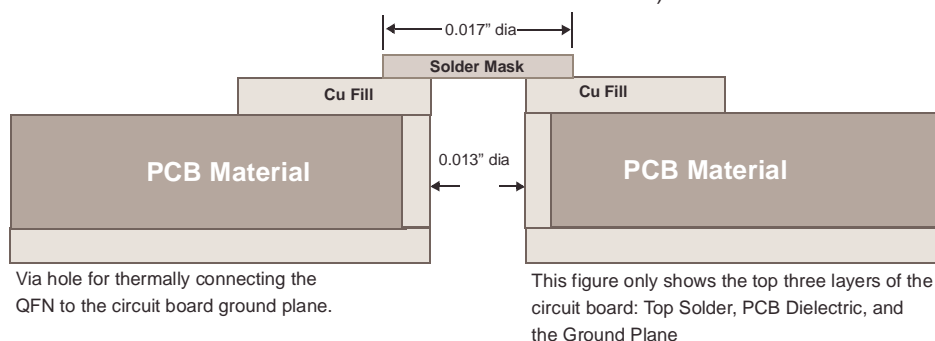 0.017” dia
Solder Mask
Cu Fill
Cu Fill
0.013” dia
PCB Material
PCB Material
Via hole for thermally connecting the
QFN to the circuit board ground plane.
This figure only shows the top three layers of the
circuit board: Top Solder, PCB Dielectric, and
the Ground Plane